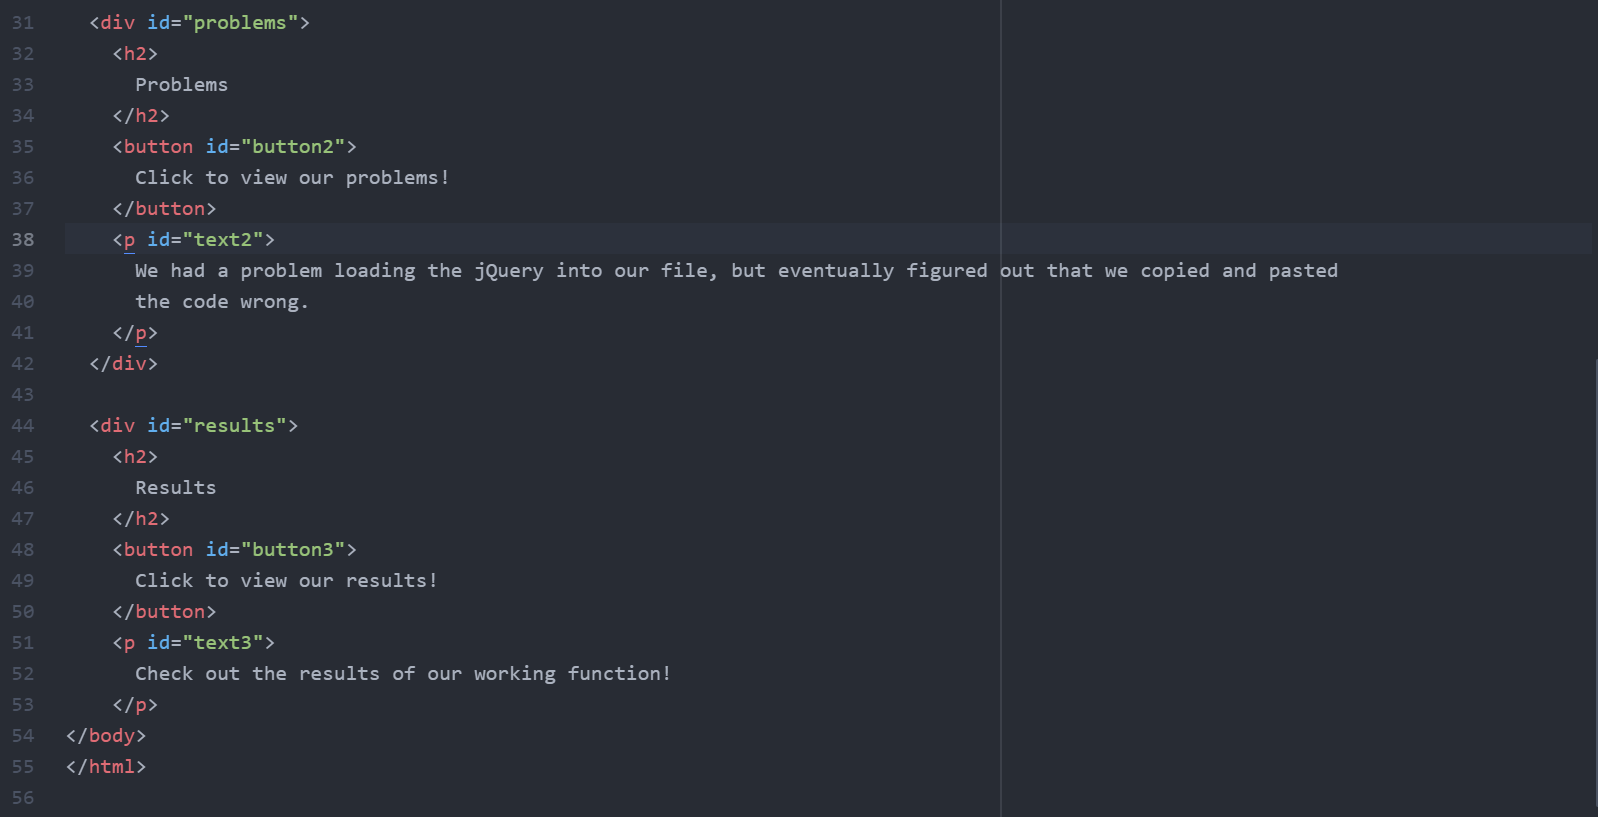 31   <div id="problems">
32     <h2>
33       Problems
34     </h2>
35     <button id="button2">
36       Click to view our problems!
37     </button>
38     <p id="text2">
39       We had a problem loading the jQuery into our file, but eventually figured out that we copied and pasted
40       the code wrong.
41     </p>
42   </div>
43
44   <div id="results">
45     <h2>
46       Results
47     </h2>
48     <button id="button3">
49       Click to view our results!
50     </button>
51     <p id="text3">
52       Check out the results of our working function!
53     </p>
54 </body>
55 </html>
56